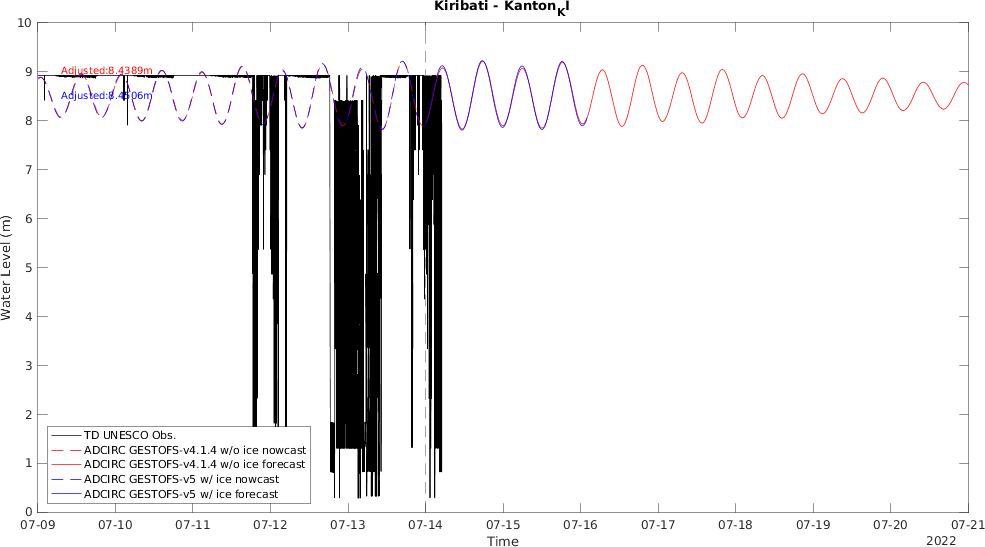 Kiribati - Kanton_KI
10
9
8
7
6
5
4
3
2
1
0
Water Level (m)
Adjusted:8.4389m
Adjusted:8.4506m
TD UNESCO Obs.
ADCIRC GESTOFS-v4.1.4 w/o ice nowcast
ADCIRC GESTOFS-v4.1.4 w/o ice forecast
ADCIRC GESTOFS-v5 w/ ice nowcast
ADCIRC GESTOFS-v5 w/ ice forecast
07-09 07-10 07-11 07-12 07-13 07-14 07-15 07-16 07-17 07-18 07-19 07-20 07-21
Time
2022